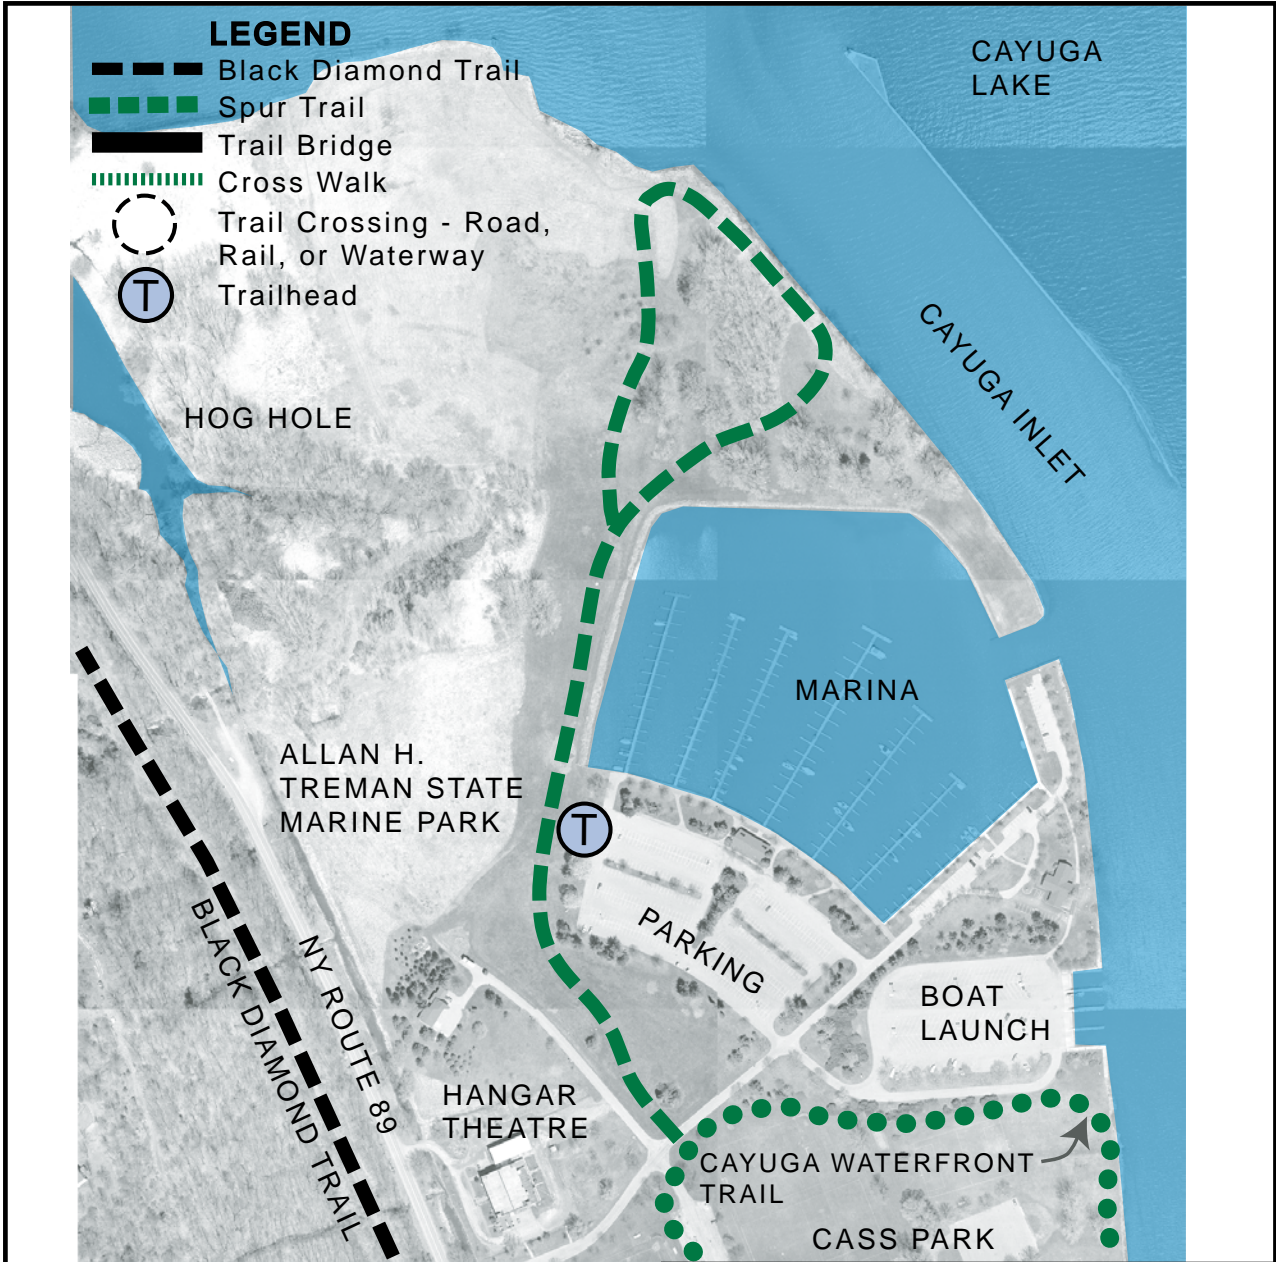 LEGEND
Black Diamond Trail
Spur Trail
Trail Bridge
Cross Walk
Trail Crossing - Road,
Rail, or Waterway
T
Trailhead
CAYUGA
LAKE
CAYUGA INLET
HOG HOLE
MARINA
ALLAN H.
TREMAN STATE
MARINE PARK
T
PARKING
BLACK DIAMOND TRAIL
NY ROUTE 89
BOAT
LAUNCH
HANGAR
THEATRE
CAYUGA WATERFRONT
TRAIL
CASS PARK